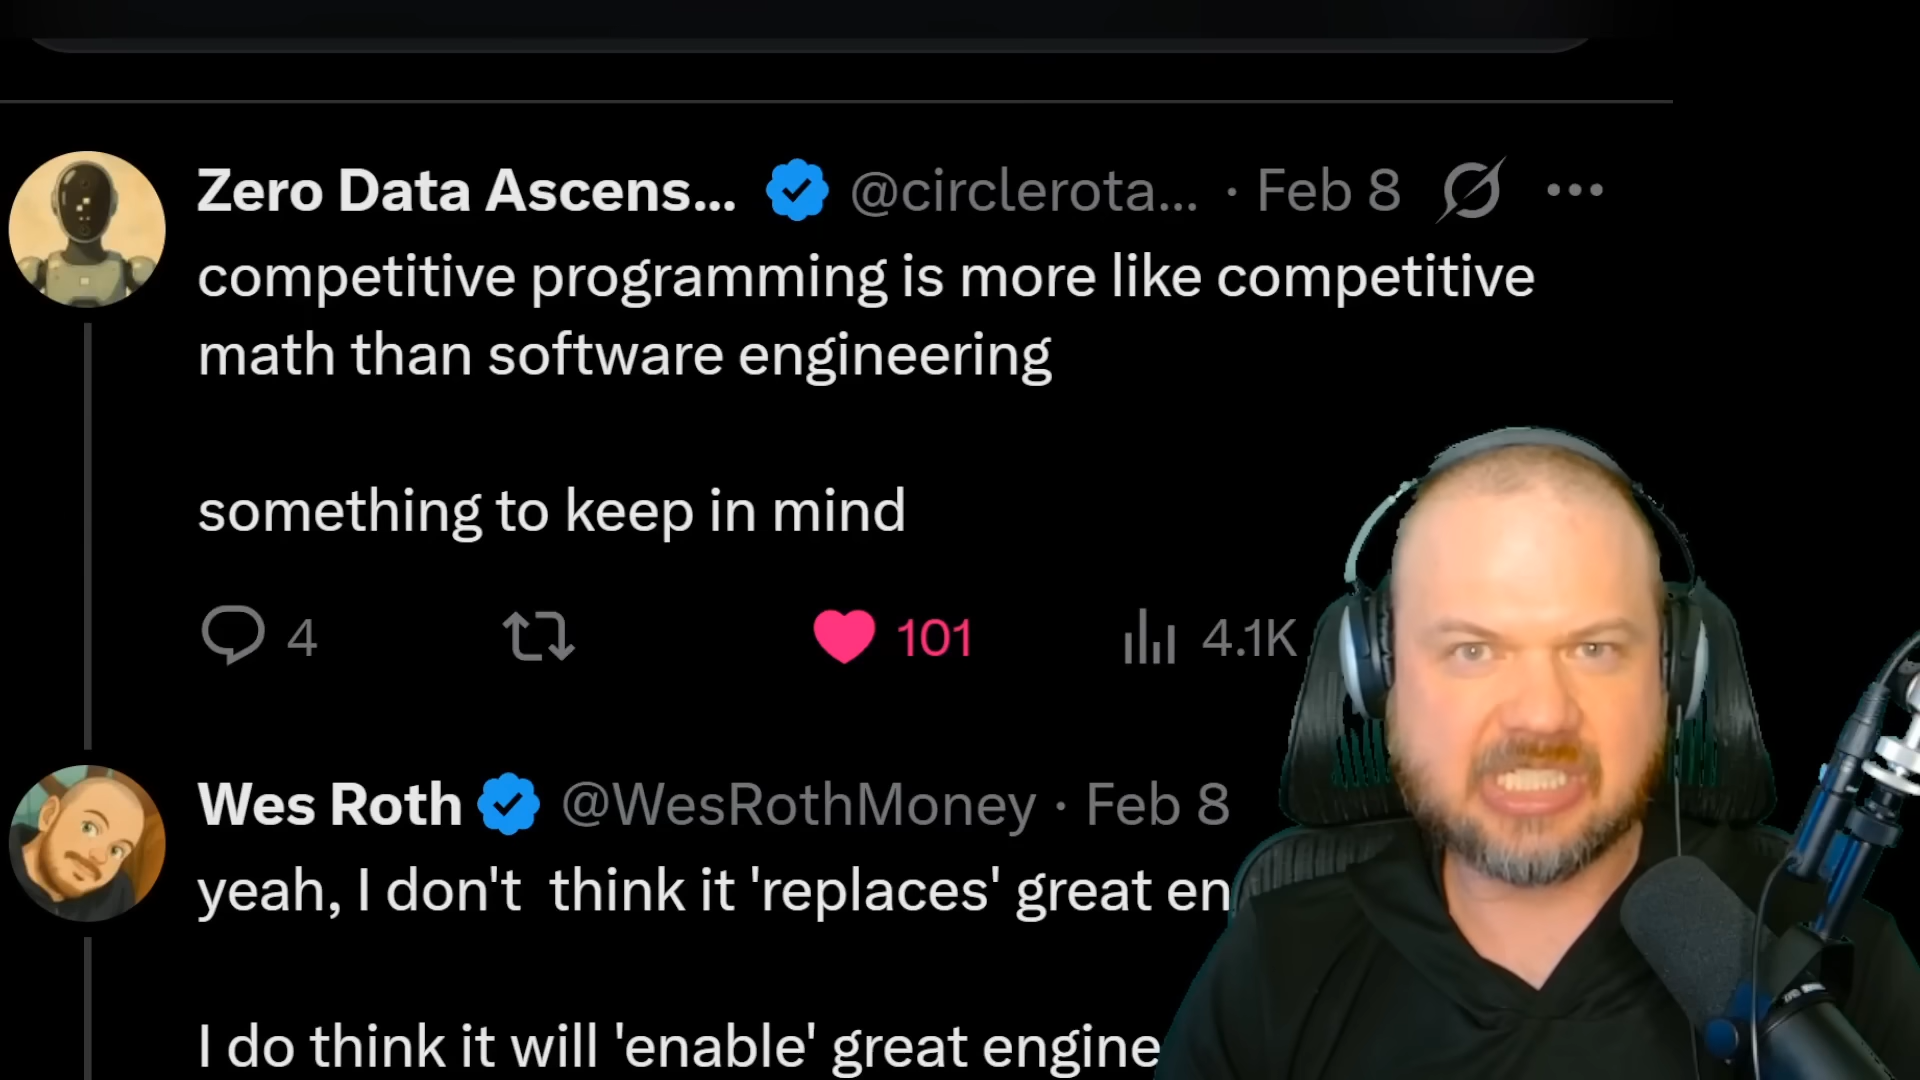 Zero Data Ascens... @circlerota... · Feb 8
competitive programming is more like competitive
math than software engineering
something to keep in mind
4 101 4.1K
Wes Roth @WesRothMoney · Feb 8
yeah, I don't think it 'replaces' great en
I do think it will 'enable' great engine